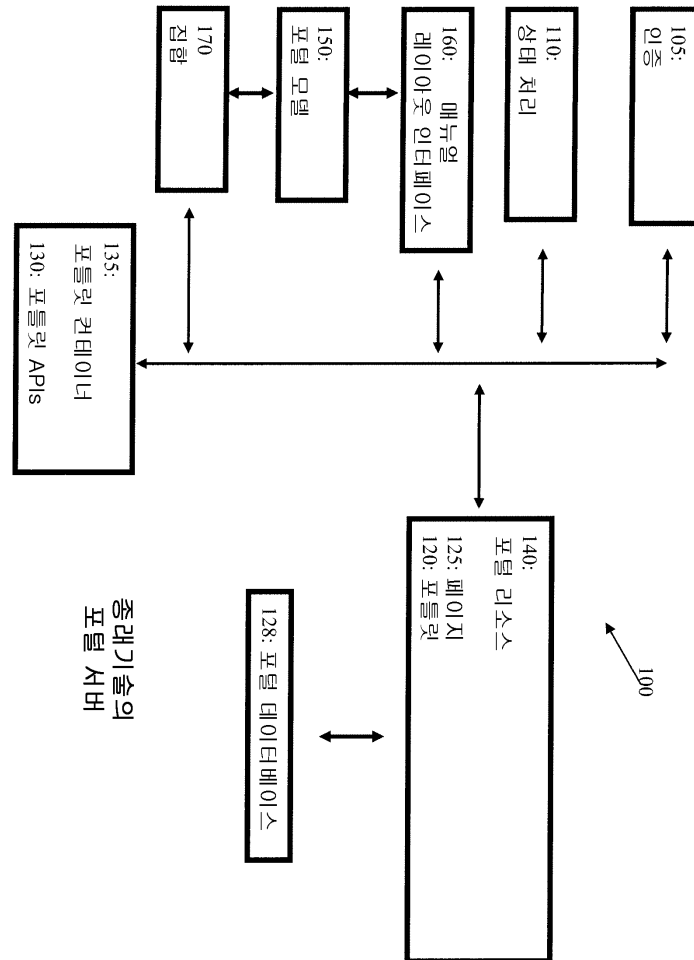 100
105:
인증
110:
상태 처리
160: 매뉴얼
레이아웃 인터페이스
150:
포털 모델
170
집합
140:
포털 리소스
125: 페이지
120: 포틀릿
128: 포털 데이터베이스
135:
포틀릿 컨테이너
130: 포틀릿 APIs
종래기술의
포털 서버